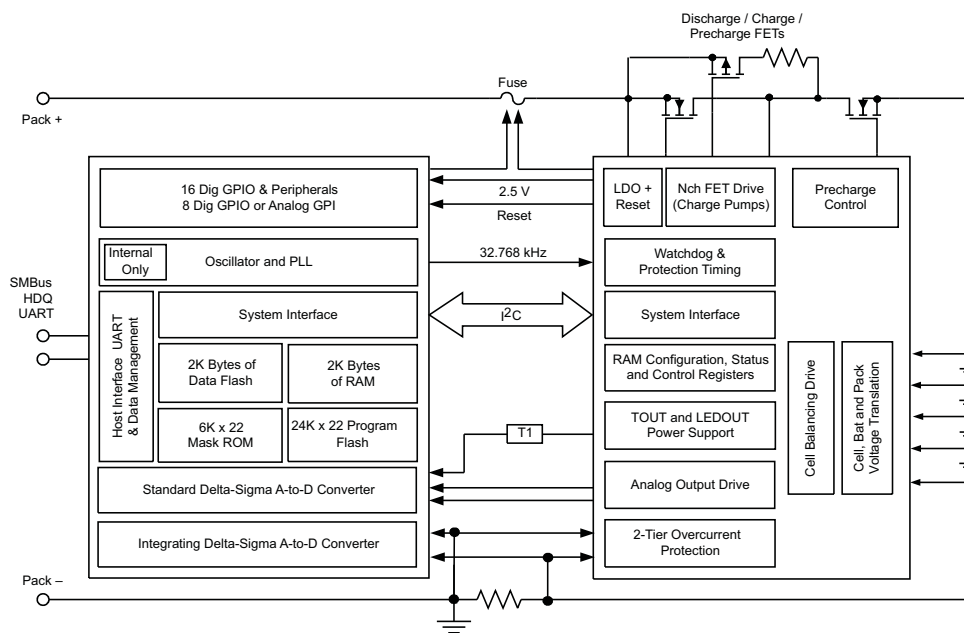 Discharge / Charge /
Precharge FETs
Fuse
Pack +
16 Dig GPIO & Peripherals
8 Dig GPIO or Analog GPI
2.5 V
Reset
LDO +
Reset
Nch FET Drive
(Charge Pumps)
Precharge
Control
Internal
Only
Oscillator and PLL
32.768 kHz
Watchdog &
Protection Timing
SMBus
HDQ
UART
Host Interface UART
& Data Management
System Interface
I²C
System Interface
2K Bytes of
Data Flash
2K Bytes
of RAM
RAM Configuration, Status
and Control Registers
6K x 22
Mask ROM
24K x 22 Program
Flash
T1
TOUT and LEDOUT
Power Support
Cell Balancing Drive
Cell, Bat and Pack
Voltage Translation
Standard Delta-Sigma A-to-D Converter
Analog Output Drive
Integrating Delta-Sigma A-to-D Converter
2-Tier Overcurrent
Protection
Pack –